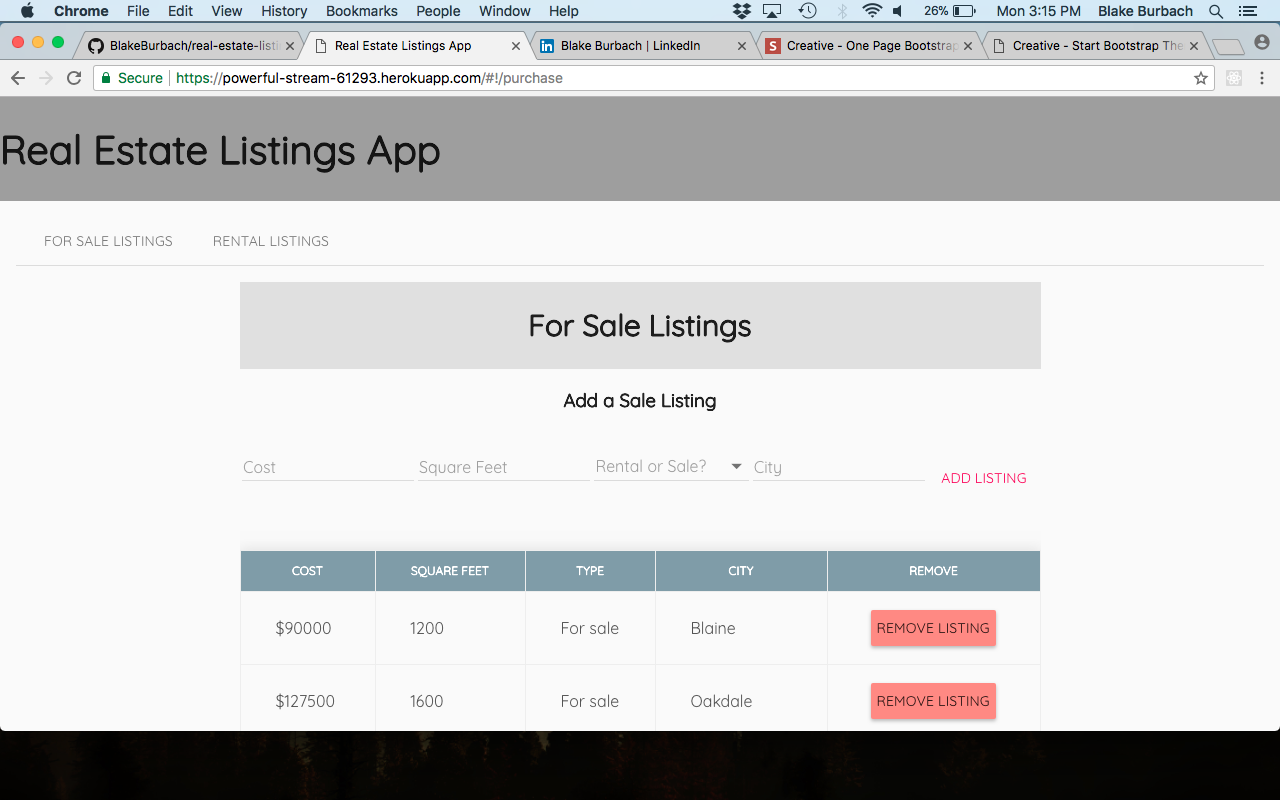 Chrome File Edit View History Bookmarks People Window Help 26% Mon 3:15 PM Blake Burbach
BlakeBurbach/real-estate-listi Real Estate Listings App Blake Burbach | LinkedIn Creative - One Page Bootstrap Creative - Start Bootstrap The
Secure https://powerful-stream-61293.herokuapp.com/#!/purchase
Real Estate Listings App
FOR SALE LISTINGS RENTAL LISTINGS
For Sale Listings
Add a Sale Listing
Cost Square Feet Rental or Sale? City ADD LISTING
COST SQUARE FEET TYPE CITY REMOVE
$90000 1200 For sale Blaine REMOVE LISTING
$127500 1600 For sale Oakdale REMOVE LISTING